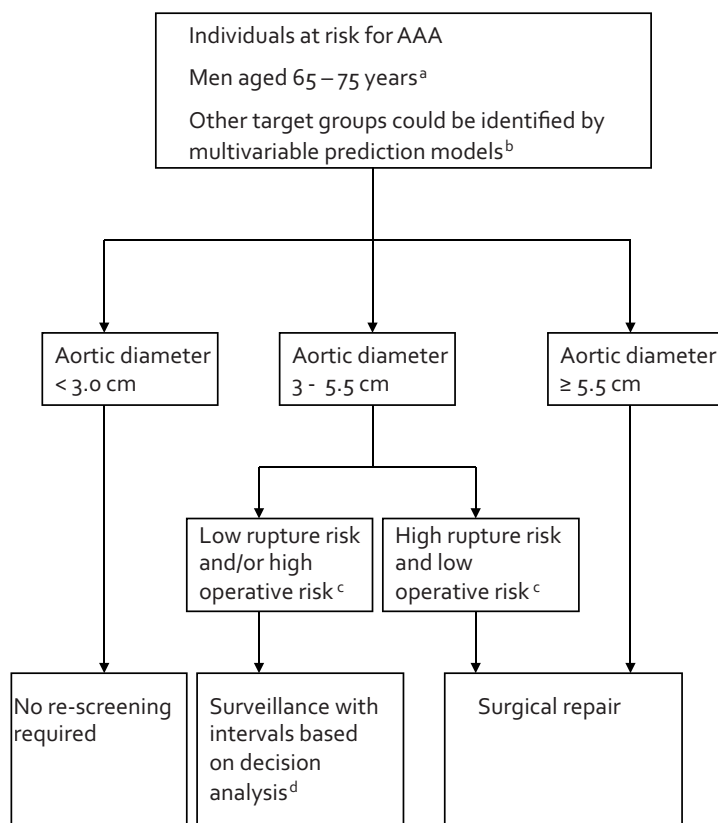 Individuals at risk for AAA
Men aged 65 – 75 years a
Other target groups could be identified by
multivariable prediction models b
Aortic diameter
< 3.0 cm
Aortic diameter
3 - 5.5 cm
Aortic diameter
≥ 5.5 cm
Low rupture risk
and/or high
operative risk c
High rupture risk
and low
operative risk c
No re-screening
required
Surveillance with
intervals based
on decision
analysis d
Surgical repair